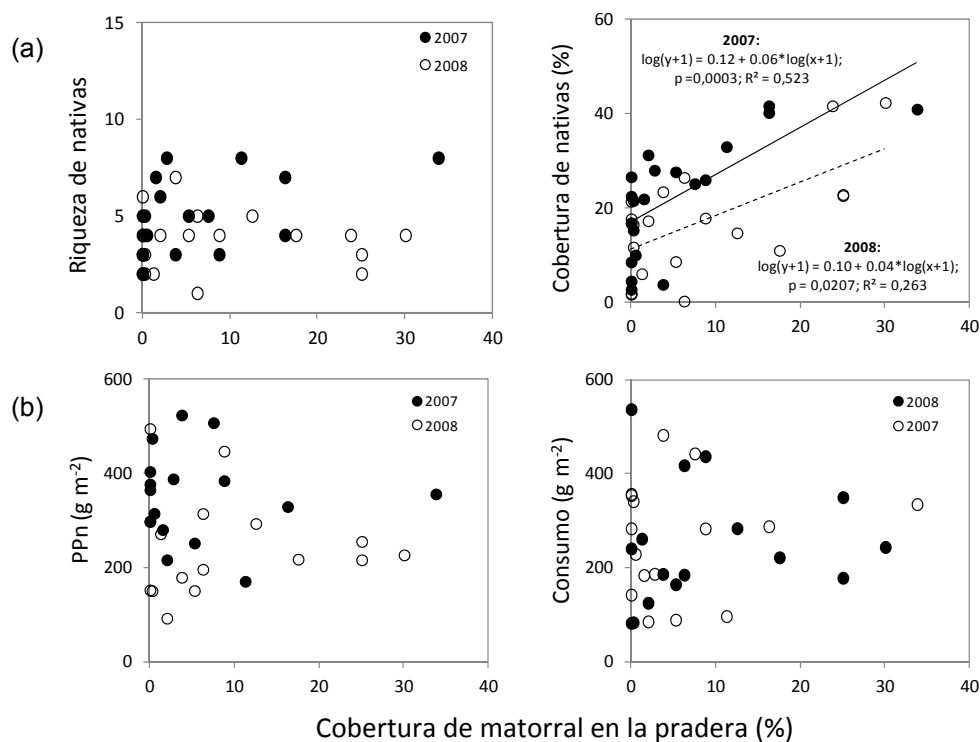 (a)
Riqueza de nativas
15
10
5
0
0 10 20 30 40
2007
2008
Cobertura de nativas (%)
60
40
20
0
0 10 20 30 40
2007:
log(y+1) = 0.12 + 0.06*log(x+1);
p =0,0003; R² = 0,523
2008:
log(y+1) = 0.10 + 0.04*log(x+1);
p = 0,0207; R² = 0,263
(b)
PPn (g m⁻²)
600
400
200
0
0 10 20 30 40
2007
2008
Consumo (g m⁻²)
600
400
200
0
0 10 20 30 40
2008
2007
Cobertura de matorral en la pradera (%)